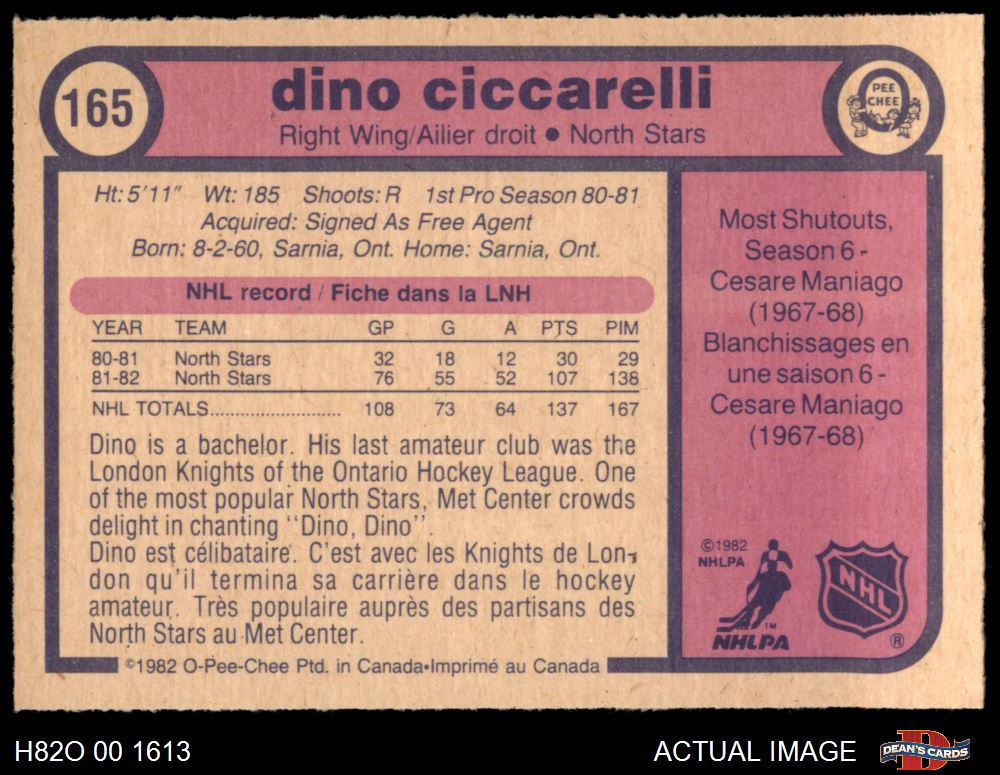 165
dino ciccarelli
Right Wing/Ailier droit ● North Stars
PEE
CHEE
Ht: 5'11" Wt: 185 Shoots: R 1st Pro Season 80-81
Acquired: Signed As Free Agent
Born: 8-2-60, Sarnia, Ont. Home: Sarnia, Ont.
NHL record / Fiche dans la LNH
YEAR TEAM GP G A PTS PIM
80-81 North Stars 32 18 12 30 29
81-82 North Stars 76 55 52 107 138
NHL TOTALS.......................... 108 73 64 137 167
Dino is a bachelor. His last amateur club was the
London Knights of the Ontario Hockey League. One
of the most popular North Stars, Met Center crowds
delight in chanting ''Dino, Dino''.
Dino est célibataire. C'est avec les Knights de Lon-
don qu'il termina sa carrière dans le hockey
amateur. Très populaire auprès des partisans des
North Stars au Met Center.
©1982 O-Pee-Chee Ptd. in Canada•Imprimé au Canada
Most Shutouts,
Season 6 -
Cesare Maniago
(1967-68)
Blanchissages en
une saison 6 -
Cesare Maniago
(1967-68)
©1982
NHLPA
TM
NHLPA
NHL
®
H82O 00 1613
ACTUAL IMAGE
D
DEAN'S CARDS